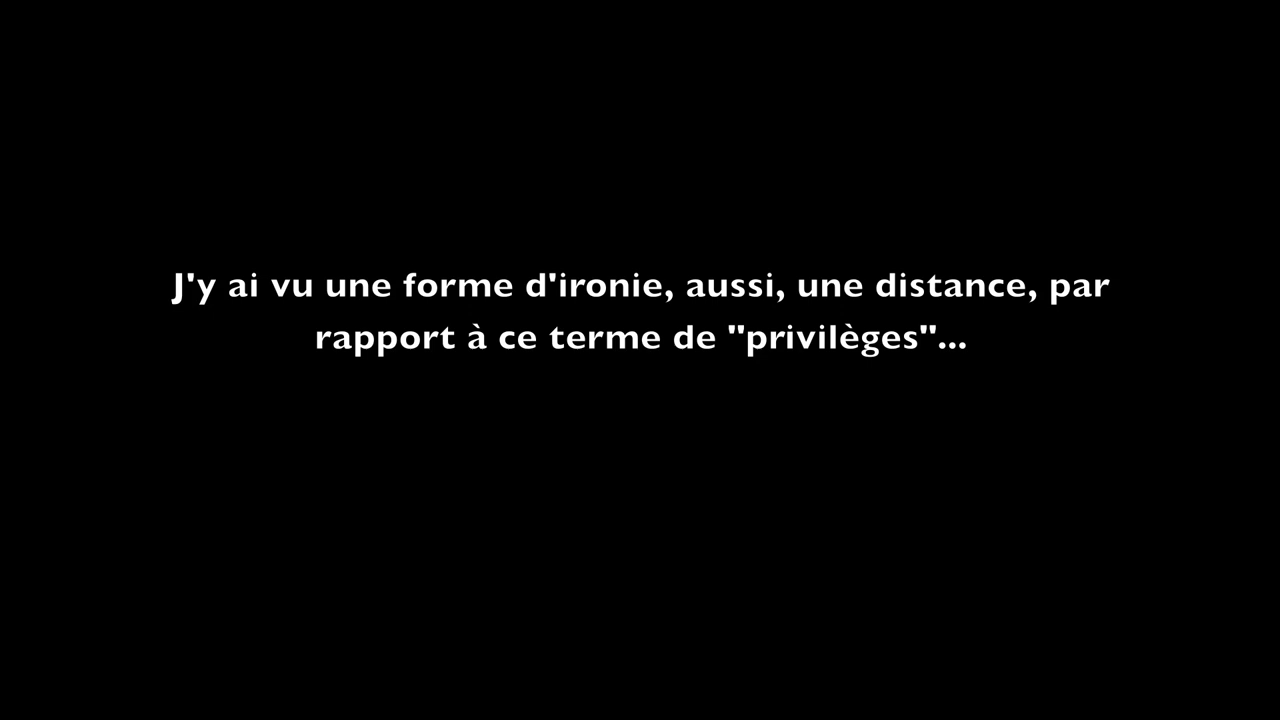 J'y ai vu une forme d'ironie, aussi, une distance, par
rapport à ce terme de "privilèges"...